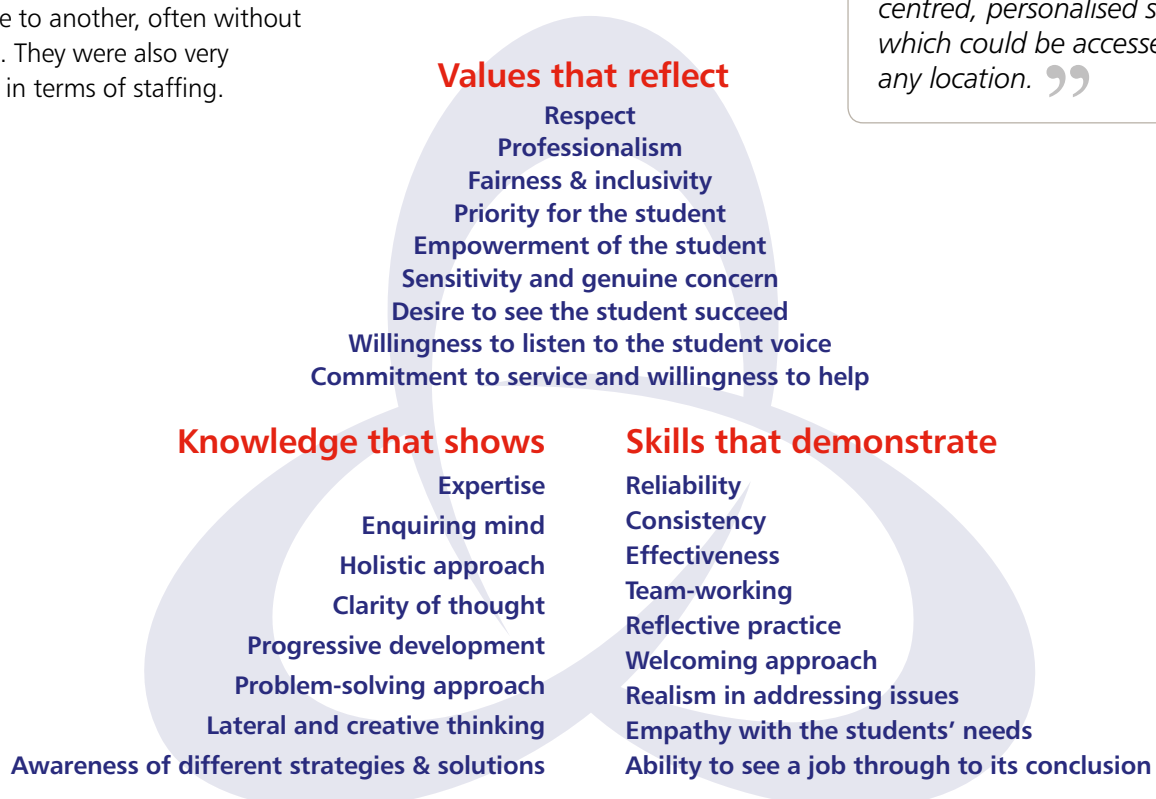 e to another, often without
. They were also very
in terms of staffing.
centred, personalised s
which could be accesse
any location. ”
Values that reflect
Respect
Professionalism
Fairness & inclusivity
Priority for the student
Empowerment of the student
Sensitivity and genuine concern
Desire to see the student succeed
Willingness to listen to the student voice
Commitment to service and willingness to help
Knowledge that shows
Expertise
Enquiring mind
Holistic approach
Clarity of thought
Progressive development
Problem-solving approach
Lateral and creative thinking
Awareness of different strategies & solutions
Skills that demonstrate
Reliability
Consistency
Effectiveness
Team-working
Reflective practice
Welcoming approach
Realism in addressing issues
Empathy with the students’ needs
Ability to see a job through to its conclusion